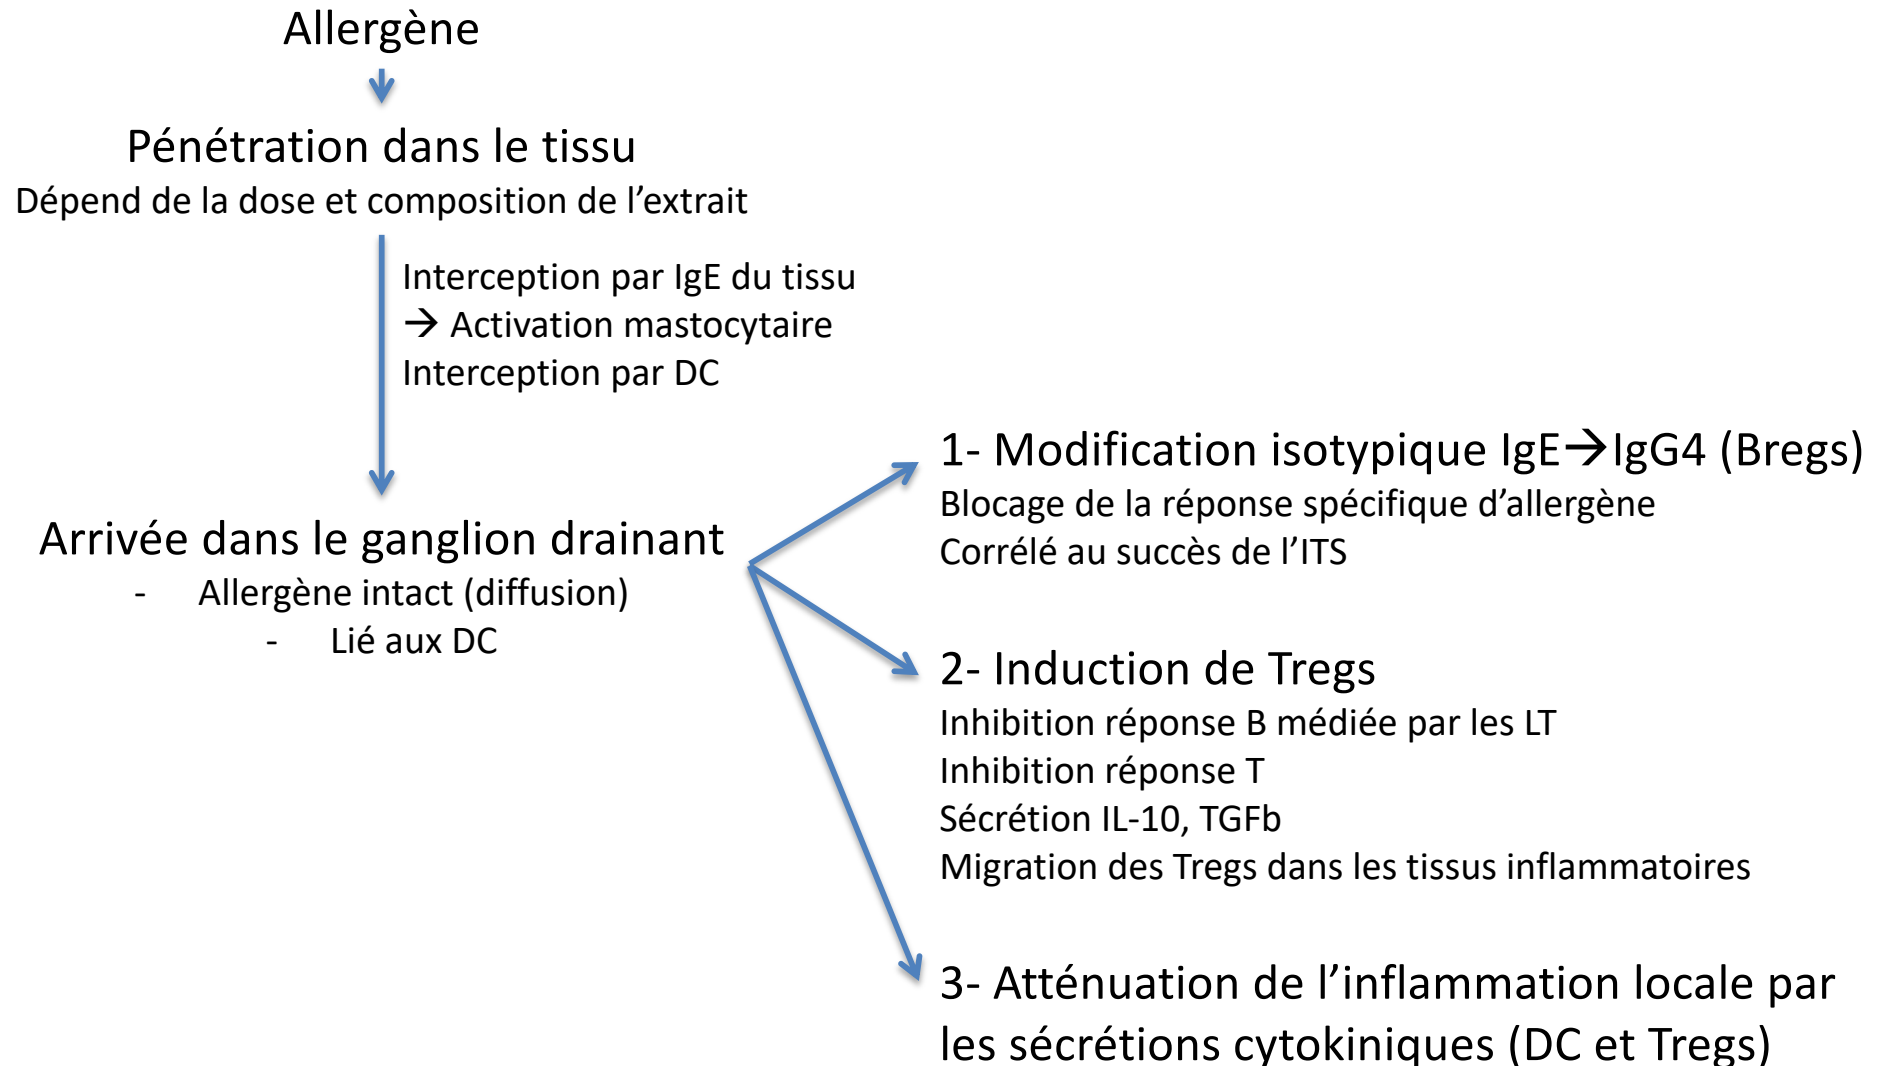 Allergène
Pénétration dans le tissu
Dépend de la dose et composition de l’extrait
Interception par IgE du tissu
→ Activation mastocytaire
Interception par DC
Arrivée dans le ganglion drainant
- Allergène intact (diffusion)
- Lié aux DC
1- Modification isotypique IgE→IgG4 (Bregs)
Blocage de la réponse spécifique d’allergène
Corrélé au succès de l’ITS
2- Induction de Tregs
Inhibition réponse B médiée par les LT
Inhibition réponse T
Sécrétion IL-10, TGFb
Migration des Tregs dans les tissus inflammatoires
3- Atténuation de l’inflammation locale par
les sécrétions cytokiniques (DC et Tregs)